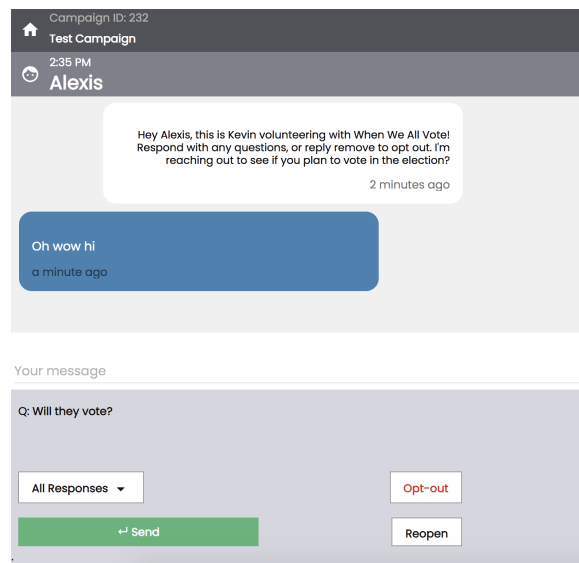 Campaign ID: 232
Test Campaign
2:35 PM
Alexis
Hey Alexis, this is Kevin volunteering with When We All Vote!
Respond with any questions, or reply remove to opt out. I'm
reaching out to see if you plan to vote in the election?
2 minutes ago
Oh wow hi
a minute ago
Your message
Q: Will they vote?
All Responses
Opt-out
Send
Reopen